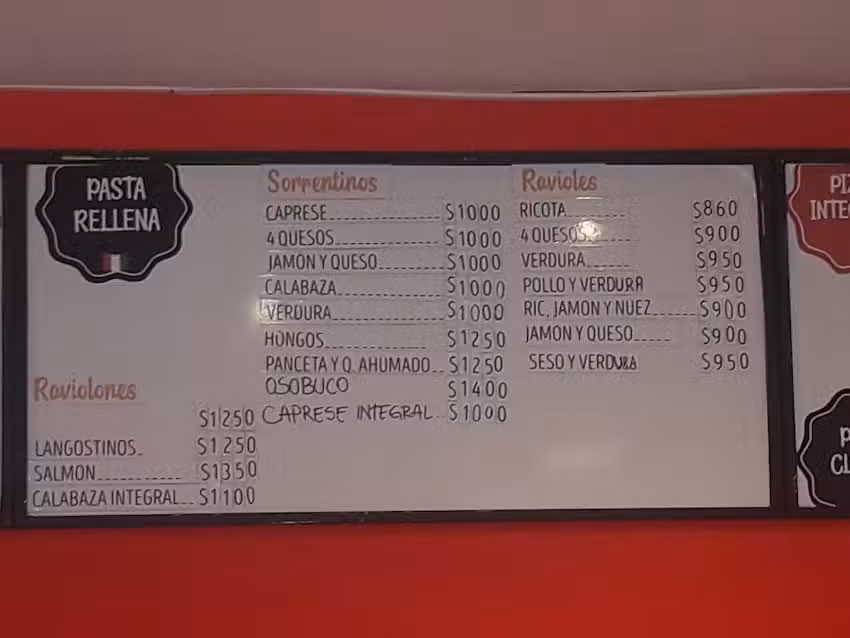 PASTA
RELLENA
Raviolones
$1250
LANGOSTINOS $1250
SALMON $1350
CALABAZA INTEGRAL $1100
Sorrentinos
CAPRESE $1000
4 QUESOS $1000
JAMON Y QUESO $1000
CALABAZA $1000
VERDURA $1000
HONGOS $1250
PANCETA Y Q. AHUMADO $1250
OSOBUCO $1400
CAPRESE INTEGRAL $1000
Ravioles
RICOTA $860
4 QUESOS $900
VERDURA $950
POLLO Y VERDURA $950
RIC, JAMON Y NUEZ $900
JAMON Y QUESO $900
SESO Y VERDURA $950